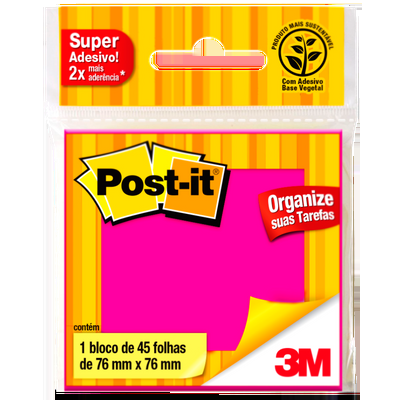 Super
Adesivo!
2x mais
aderência*
PRODUTO MAIS SUSTENTÁVEL
Com Adesivo
Base Vegetal
Post-it®
Organize
suas Tarefas
contém
1 bloco de 45 folhas
de 76 mm x 76 mm
3M